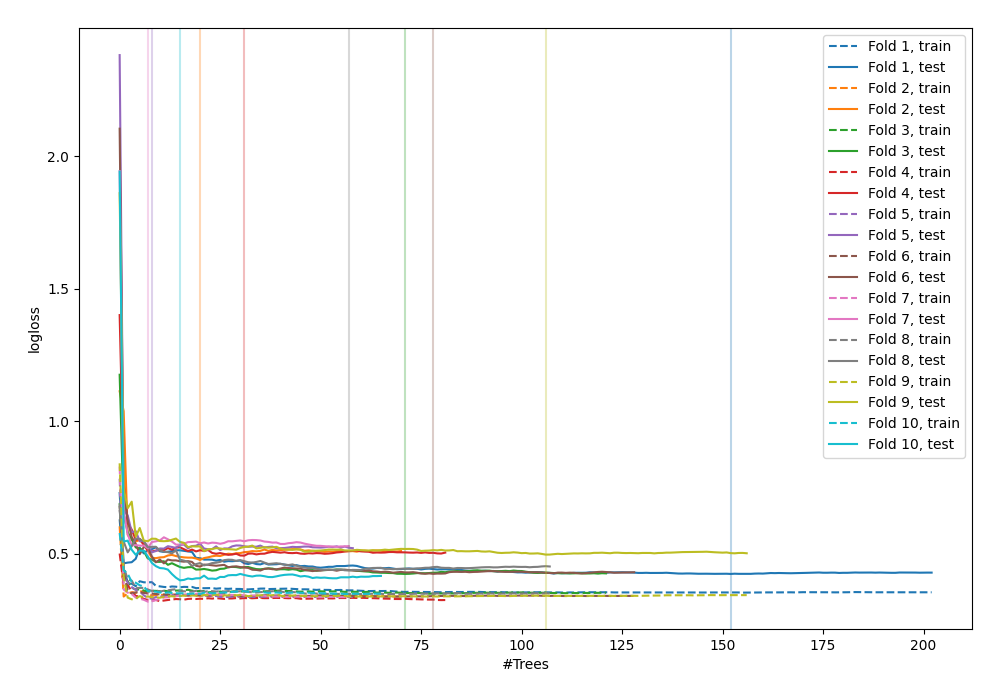 2.0
1.5
1.0
0.5
logloss
0
25
50
75
100
125
150
175
200
#Trees
Fold 1, train
Fold 1, test
Fold 2, train
Fold 2, test
Fold 3, train
Fold 3, test
Fold 4, train
Fold 4, test
Fold 5, train
Fold 5, test
Fold 6, train
Fold 6, test
Fold 7, train
Fold 7, test
Fold 8, train
Fold 8, test
Fold 9, train
Fold 9, test
Fold 10, train
Fold 10, test